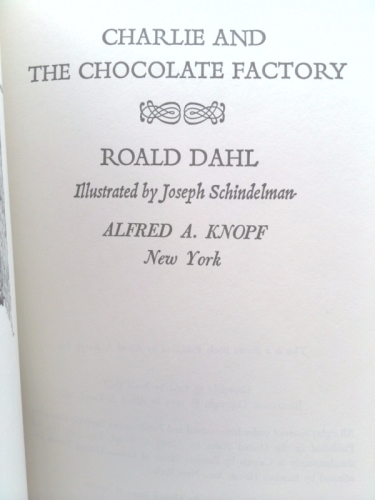 CHARLIE AND
THE CHOCOLATE FACTORY
ROALD DAHL
Illustrated by Joseph Schindelman
ALFRED A. KNOPF
New York